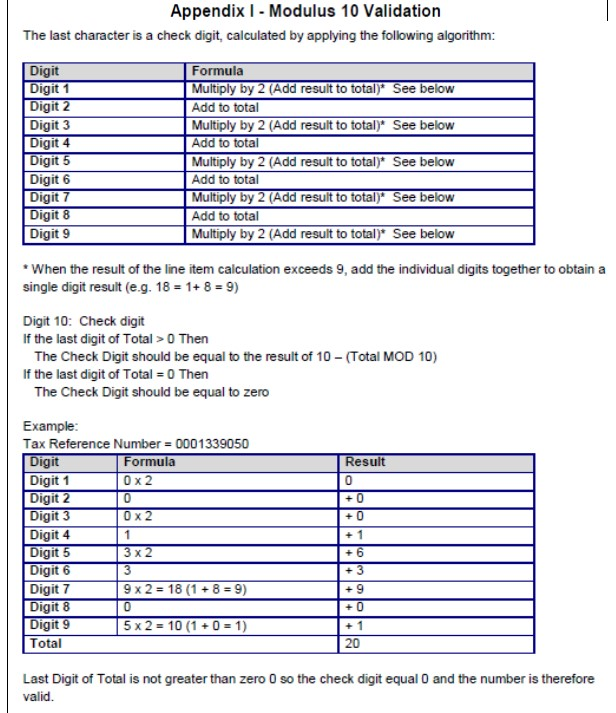 Appendix I - Modulus 10 Validation
The last character is a check digit, calculated by applying the following algorithm:
Digit Formula
Digit 1 Multiply by 2 (Add result to total)* See below
Digit 2 Add to total
Digit 3 Multiply by 2 (Add result to total)* See below
Digit 4 Add to total
Digit 5 Multiply by 2 (Add result to total)* See below
Digit 6 Add to total
Digit 7 Multiply by 2 (Add result to total)* See below
Digit 8 Add to total
Digit 9 Multiply by 2 (Add result to total)* See below
* When the result of the line item calculation exceeds 9, add the individual digits together to obtain a
single digit result (e.g. 18 = 1+ 8 = 9)
Digit 10: Check digit
If the last digit of Total > 0 Then
The Check Digit should be equal to the result of 10 – (Total MOD 10)
If the last digit of Total = 0 Then
The Check Digit should be equal to zero
Example:
Tax Reference Number = 0001339050
Digit Formula Result
Digit 1 0 x 2 0
Digit 2 0 + 0
Digit 3 0 x 2 + 0
Digit 4 1 + 1
Digit 5 3 x 2 + 6
Digit 6 3 + 3
Digit 7 9 x 2 = 18 (1 + 8 = 9) + 9
Digit 8 0 + 0
Digit 9 5 x 2 = 10 (1 + 0 = 1) + 1
Total 20
Last Digit of Total is not greater than zero 0 so the check digit equal 0 and the number is therefore
valid.